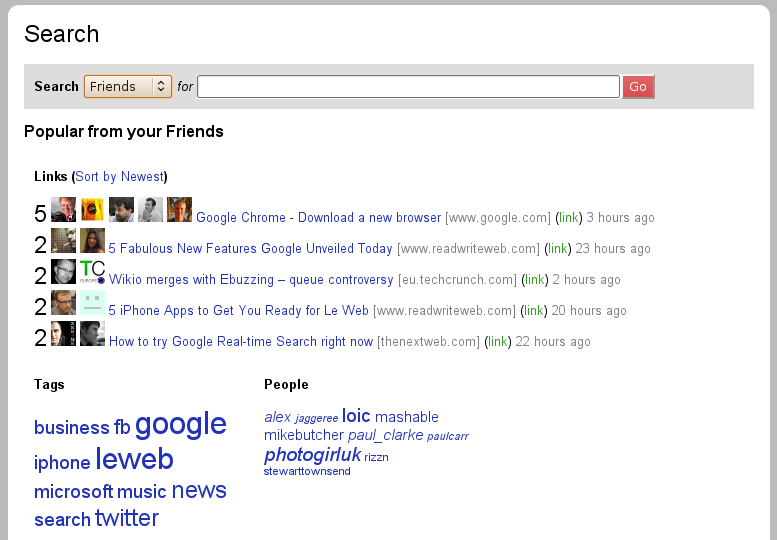 Search
Search Friends for Go
Popular from your Friends
Links (Sort by Newest)
5 Google Chrome - Download a new browser [www.google.com] (link) 3 hours ago
2 5 Fabulous New Features Google Unveiled Today [www.readwriteweb.com] (link) 23 hours ago
2 TC EUROPE Wikio merges with Ebuzzing – queue controversy [eu.techcrunch.com] (link) 2 hours ago
2 5 iPhone Apps to Get You Ready for Le Web [www.readwriteweb.com] (link) 20 hours ago
2 How to try Google Real-time Search right now [thenextweb.com] (link) 22 hours ago
Tags
business fb google
iphone leweb
microsoft music news
search twitter
People
alex jaggeree loic mashable
mikebutcher paul_clarke paulcarr
photogirluk rizzn
stewarttownsend